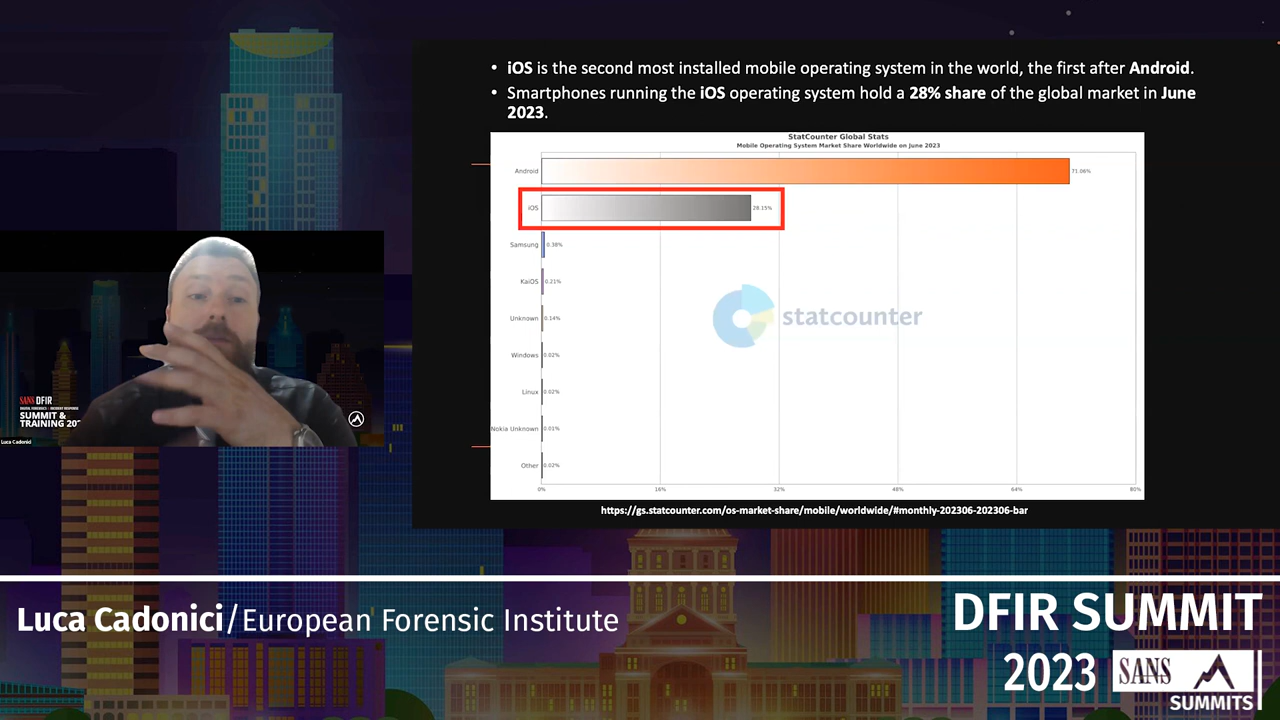 • iOS is the second most installed mobile operating system in the world, the first after Android.
• Smartphones running the iOS operating system hold a 28% share of the global market in June
2023.
StatCounter Global Stats
Mobile Operating System Market Share Worldwide on June 2023
Android 71.06%
iOS 28.15%
Samsung 0.38%
KaiOS 0.21%
Unknown 0.14%
Windows 0.02%
Linux 0.02%
Nokia Unknown 0.01%
Other 0.02%
0% 16% 32% 48% 64% 80%
statcounter
https://gs.statcounter.com/os-market-share/mobile/worldwide/#monthly-202306-202306-bar
SANS DFIR
DIGITAL FORENSICS & INCIDENT RESPONSE
SUMMIT &
TRAINING 20
Luca Cadonici
Luca Cadonici/European Forensic Institute
DFIR SUMMIT
2023 SANS
SUMMITS